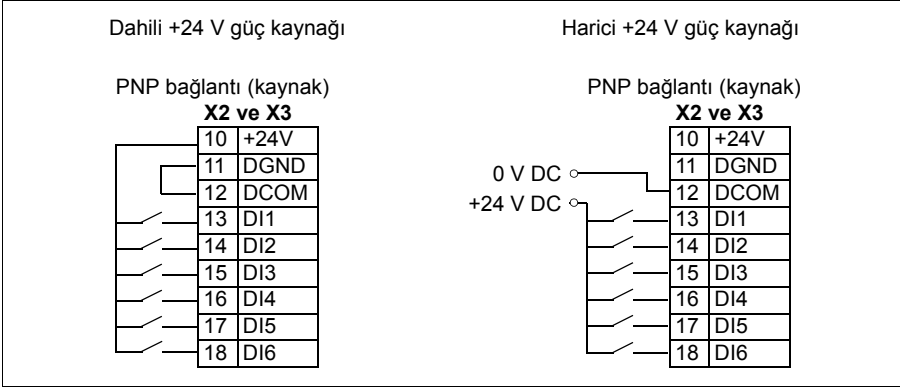 Dahili +24 V güç kaynağı
PNP bağlantı (kaynak)
X2 ve X3
10 +24V
11 DGND
12 DCOM
13 DI1
14 DI2
15 DI3
16 DI4
17 DI5
18 DI6
Harici +24 V güç kaynağı
PNP bağlantı (kaynak)
X2 ve X3
0 V DC
+24 V DC
10 +24V
11 DGND
12 DCOM
13 DI1
14 DI2
15 DI3
16 DI4
17 DI5
18 DI6